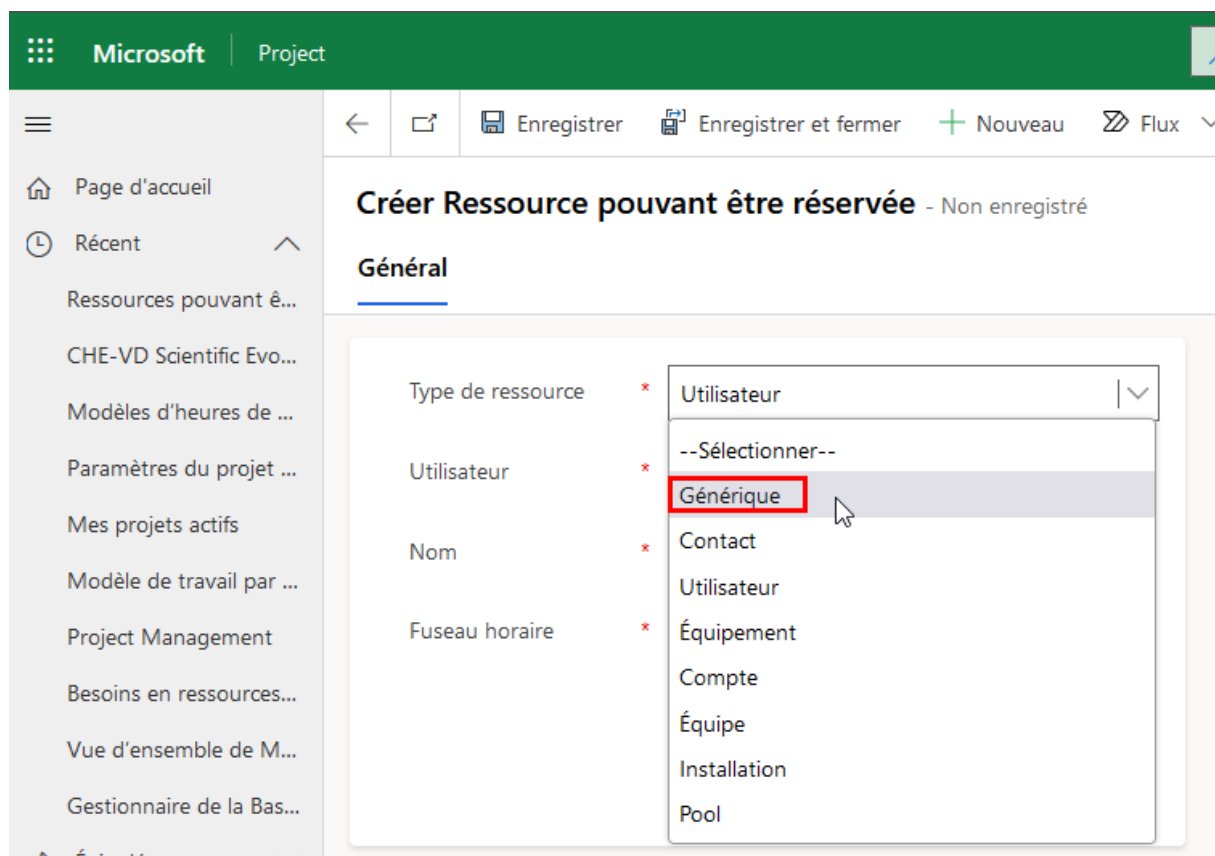 Microsoft Project
Enregistrer Enregistrer et fermer Nouveau Flux
Page d'accueil
Récent
Ressources pouvant ê...
CHE-VD Scientific Evo...
Modèles d'heures de ...
Paramètres du projet ...
Mes projets actifs
Modèle de travail par ...
Project Management
Besoins en ressources...
Vue d'ensemble de M...
Gestionnaire de la Bas...
Créer Ressource pouvant être réservée - Non enregistré
Général
Type de ressource * Utilisateur
Utilisateur *
Nom *
Fuseau horaire *
--Sélectionner--
Générique
Contact
Utilisateur
Équipement
Compte
Équipe
Installation
Pool